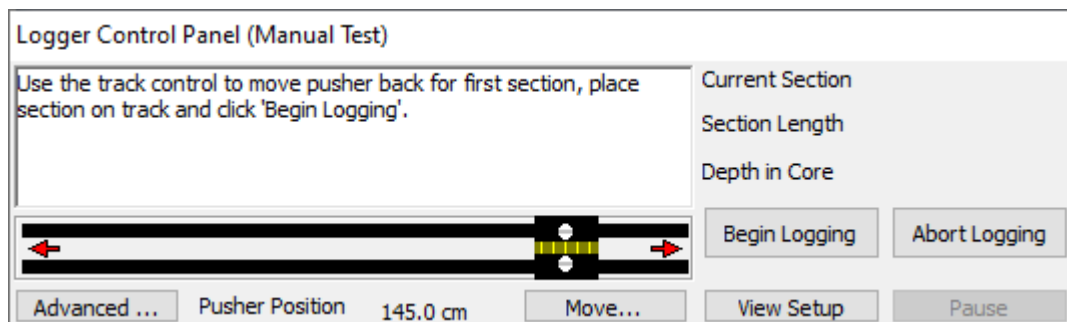 Logger Control Panel (Manual Test)
Use the track control to move pusher back for first section, place
section on track and click 'Begin Logging'.
Current Section
Section Length
Depth in Core
Begin Logging
Abort Logging
Advanced ...
Pusher Position
145.0 cm
Move...
View Setup
Pause